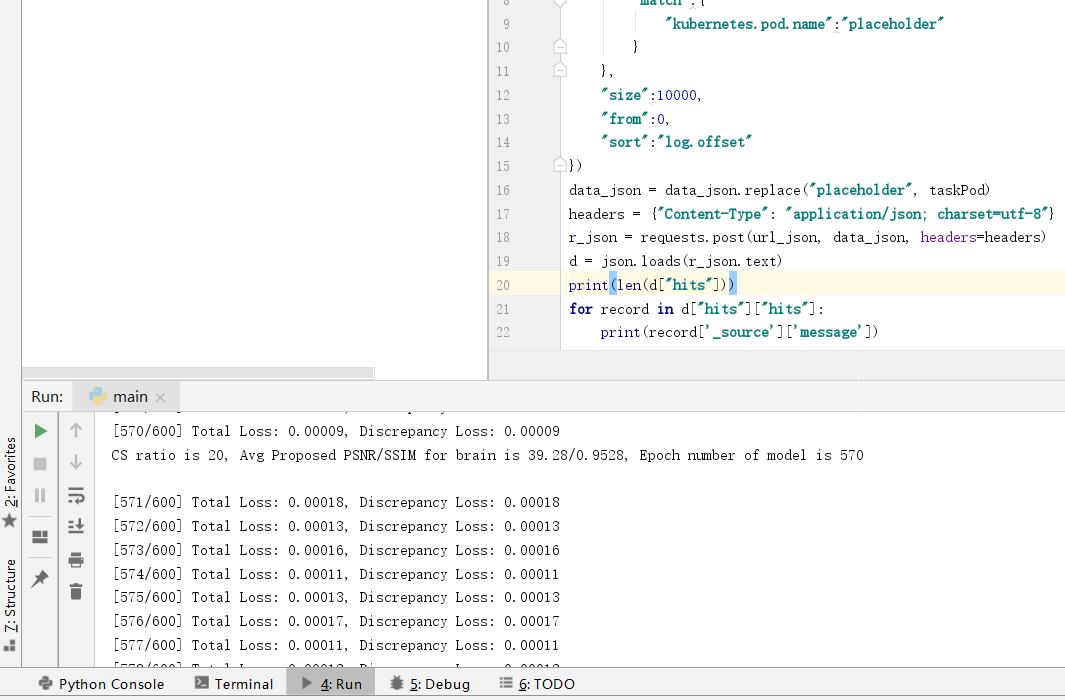 8 "match":{
9 "kubernetes.pod.name":"placeholder"
10 }
11 },
12 "size":10000,
13 "from":0,
14 "sort":"log.offset"
15 })
16 data_json = data_json.replace("placeholder", taskPod)
17 headers = {"Content-Type": "application/json; charset=utf-8"}
18 r_json = requests.post(url_json, data_json, headers=headers)
19 d = json.loads(r_json.text)
20 print(len(d["hits"]))
21 for record in d["hits"]["hits"]:
22 print(record['_source']['message'])
Run: main
[570/600] Total Loss: 0.00009, Discrepancy Loss: 0.00009
CS ratio is 20, Avg Proposed PSNR/SSIM for brain is 39.28/0.9528, Epoch number of model is 570
[571/600] Total Loss: 0.00018, Discrepancy Loss: 0.00018
[572/600] Total Loss: 0.00013, Discrepancy Loss: 0.00013
[573/600] Total Loss: 0.00016, Discrepancy Loss: 0.00016
[574/600] Total Loss: 0.00011, Discrepancy Loss: 0.00011
[575/600] Total Loss: 0.00013, Discrepancy Loss: 0.00013
[576/600] Total Loss: 0.00017, Discrepancy Loss: 0.00017
[577/600] Total Loss: 0.00011, Discrepancy Loss: 0.00011
2: Favorites
7: Structure
Python Console Terminal 4: Run 5: Debug 6: TODO